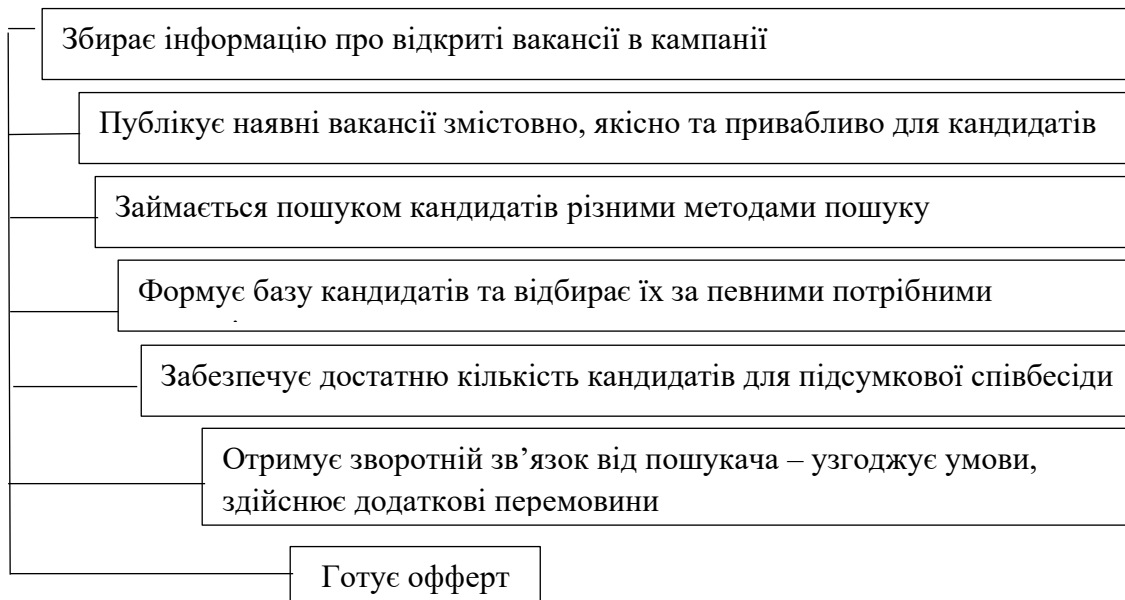 Збирає інформацію про відкриті вакансії в кампанії
Публікує наявні вакансії змістовно, якісно та привабливо для кандидатів
Займається пошуком кандидатів різними методами пошуку
Формує базу кандидатів та відбирає їх за певними потрібними
Забезпечує достатню кількість кандидатів для підсумкової співбесіди
Отримує зворотній зв’язок від пошукача – узгоджує умови,
здійснює додаткові перемовини
Готує офферт